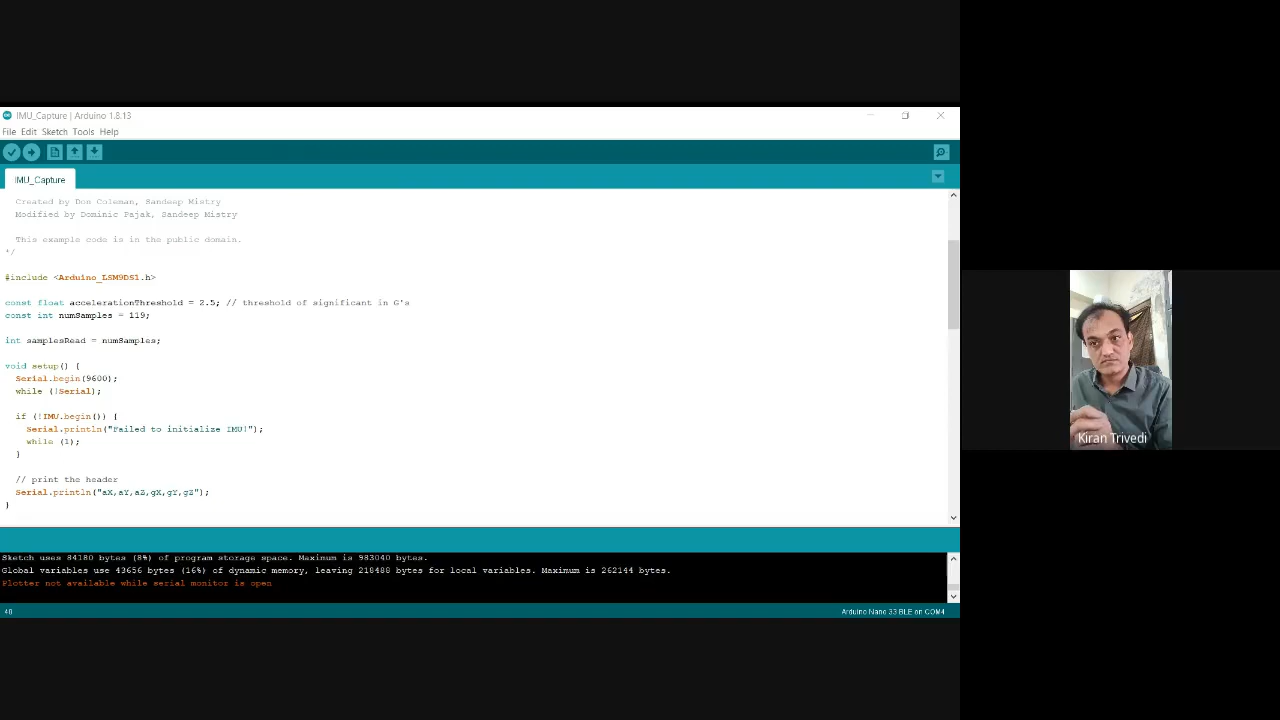 IMU_Capture | Arduino 1.8.13
File Edit Sketch Tools Help
IMU_Capture
Created by Don Coleman, Sandeep Mistry
Modified by Dominic Pajak, Sandeep Mistry
This example code is in the public domain.
*/
#include <Arduino_LSM9DS1.h>
const float accelerationThreshold = 2.5; // threshold of significant in G's
const int numSamples = 119;
int samplesRead = numSamples;
void setup() {
Serial.begin(9600);
while (!Serial);
if (!IMU.begin()) {
Serial.println("Failed to initialize IMU!");
while (1);
}
// print the header
Serial.println("aX,aY,aZ,gX,gY,gZ");
}
Sketch uses 84180 bytes (8%) of program storage space. Maximum is 983040 bytes.
Global variables use 43656 bytes (16%) of dynamic memory, leaving 218488 bytes for local variables. Maximum is 262144 bytes.
Plotter not available while serial monitor is open
40
Arduino Nano 33 BLE on COM4
Kiran Trivedi